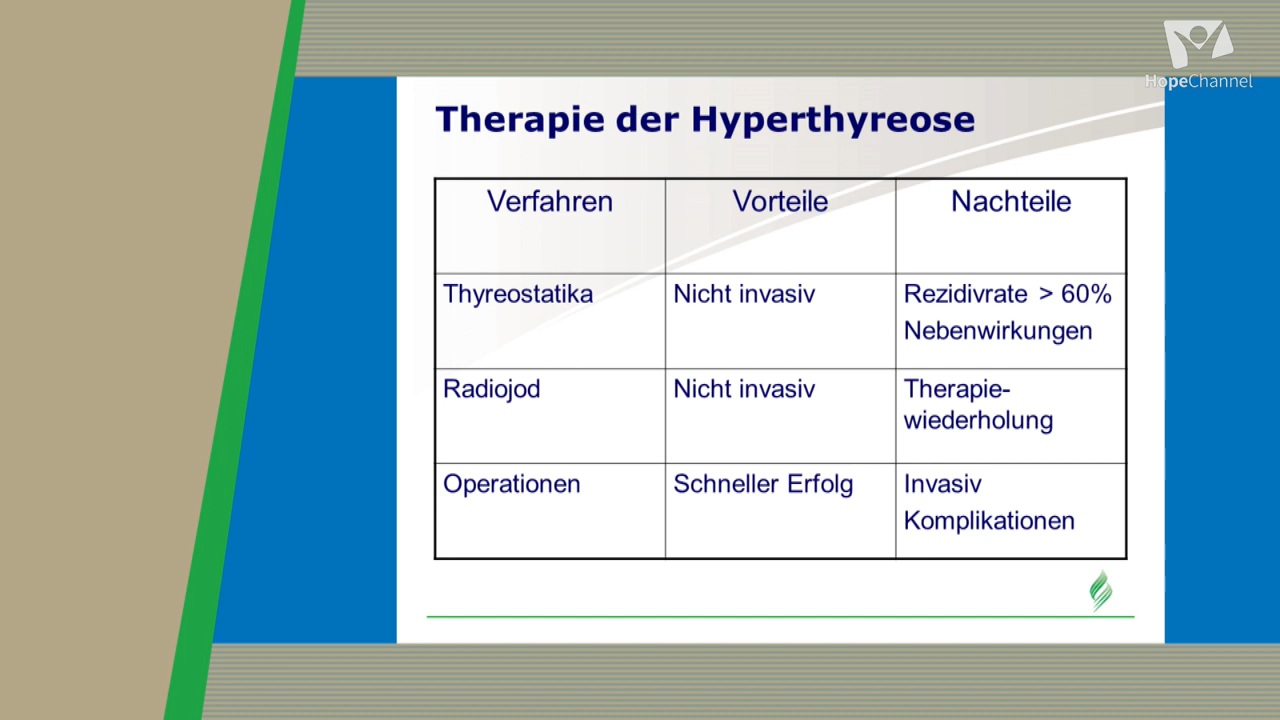 HopeChannel
Therapie der Hyperthyreose
Verfahren Vorteile Nachteile
Thyreostatika Nicht invasiv Rezidivrate > 60%
Nebenwirkungen
Radiojod Nicht invasiv Therapie-
wiederholung
Operationen Schneller Erfolg Invasiv
Komplikationen